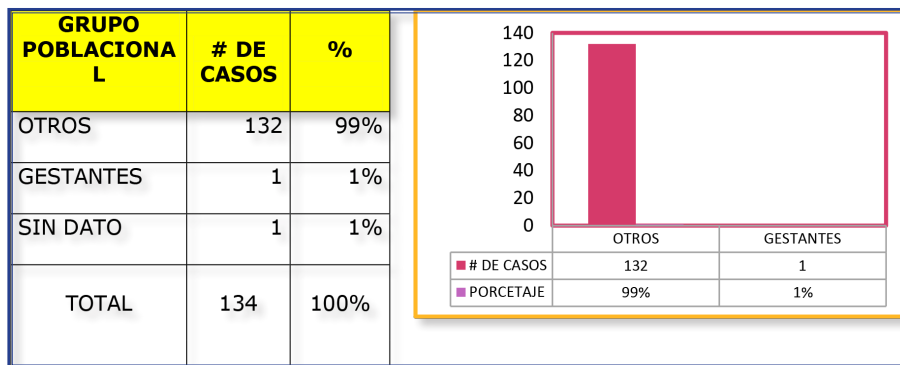 GRUPO
POBLACIONA
L
# DE
CASOS
%
OTROS 132 99%
GESTANTES 1 1%
SIN DATO 1 1%
TOTAL 134 100%
140
120
100
80
60
40
20
0
OTROS GESTANTES
# DE CASOS 132 1
PORCETAJE 99% 1%